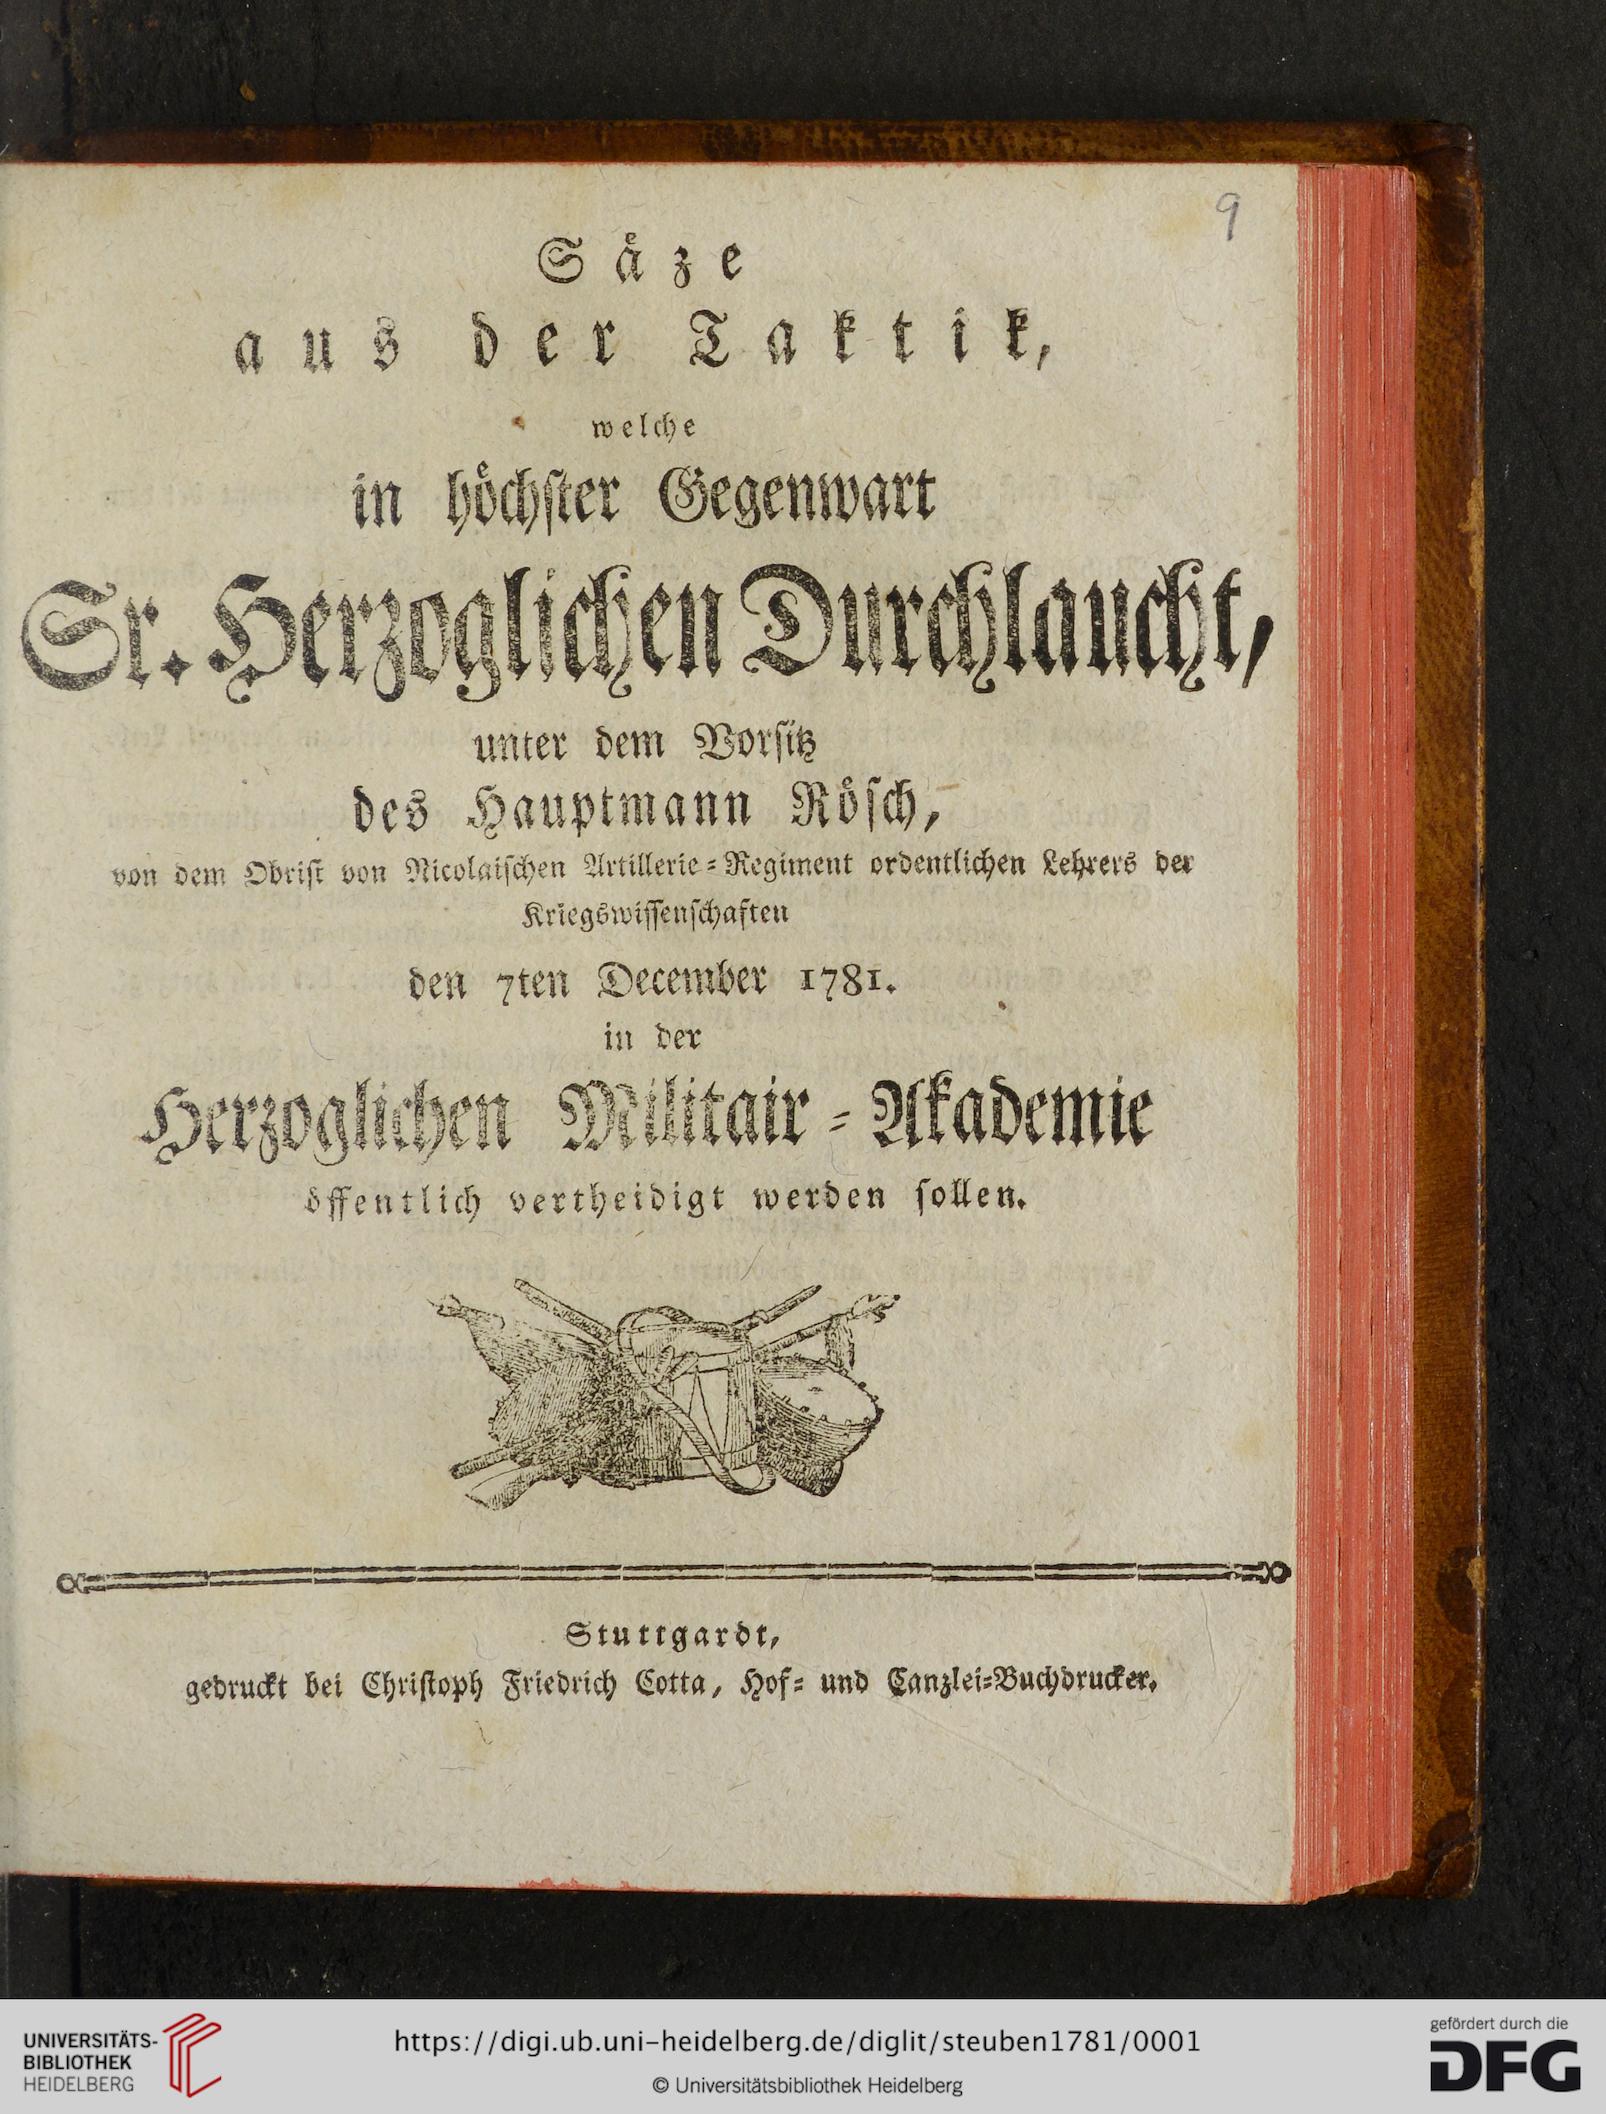 9
Säze
aus der Taktik,
welche
in höchster Gegenwart
Sr. Herzoglichen Durchlaucht,
unter dem Vorsitz
des Hauptmann Rösch,
von dem Obrist von Nicolaischen Artillerie-Regiment ordentlichen Lehrers der
Kriegswissenschaften
den 7ten December 1781.
in der
Herzoglichen Militair-Akademie
öffentlich vertheidigt werden sollen.
Stuttgardt,
gedruckt bei Christoph Friedrich Cotta, Hof- und Canzlei-Buchdrucker.
UNIVERSITÄTS-
BIBLIOTHEK
HEIDELBERG
https://digi.ub.uni-heidelberg.de/diglit/steuben1781/0001
© Universitätsbibliothek Heidelberg
gefördert durch die
DFG